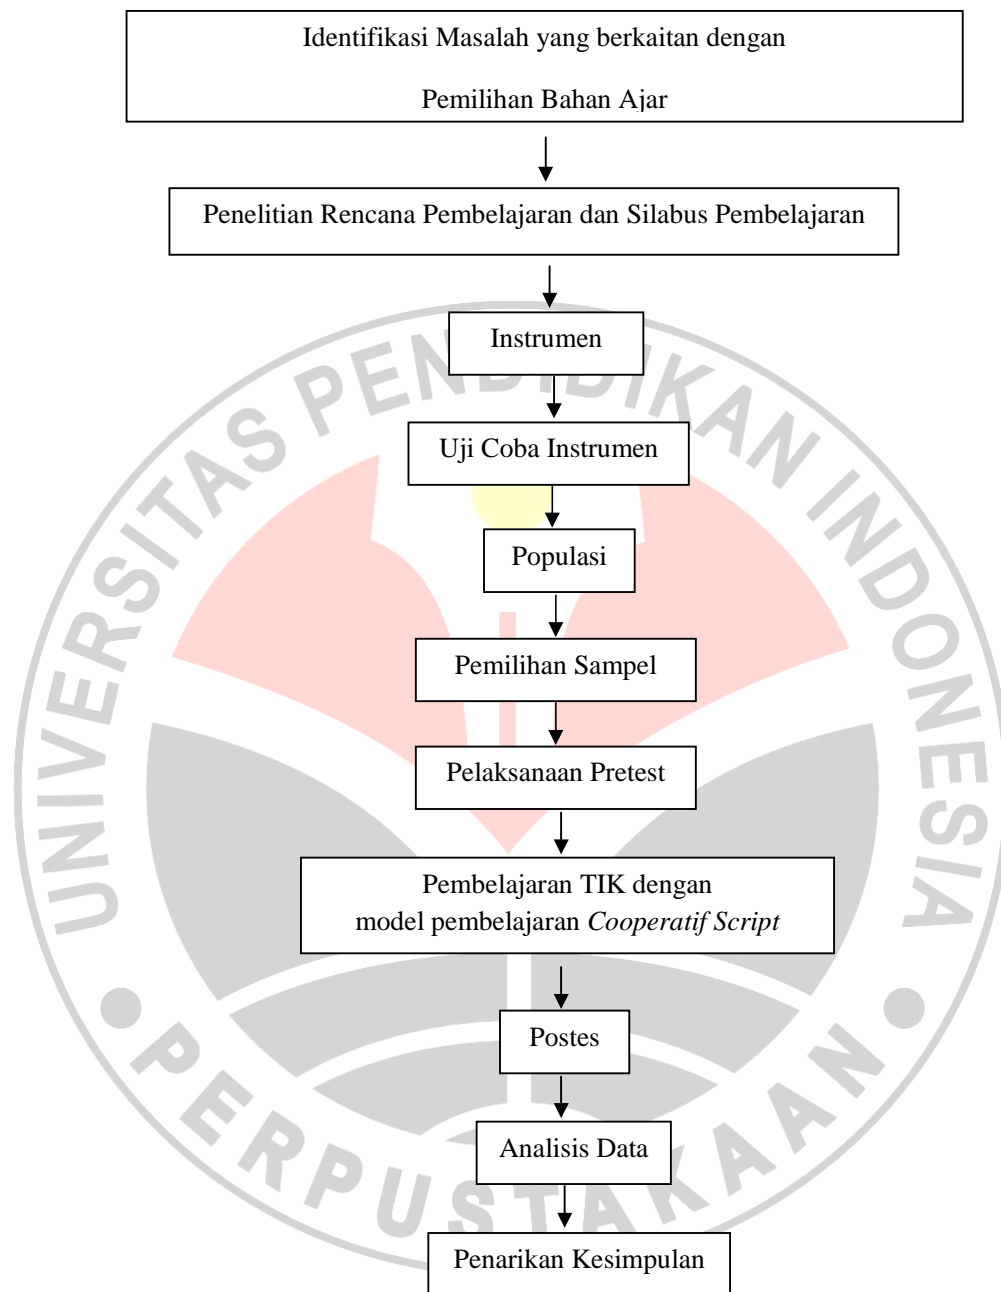 Identifikasi Masalah yang berkaitan dengan
Pemilihan Bahan Ajar
Penelitian Rencana Pembelajaran dan Silabus Pembelajaran
Instrumen
Uji Coba Instrumen
Populasi
Pemilihan Sampel
Pelaksanaan Pretest
Pembelajaran TIK dengan
model pembelajaran Cooperatif Script
Postes
Analisis Data
Penarikan Kesimpulan
UNIVERSITAS PENDIDIKAN INDONESIA
PERPUSTAKAAN